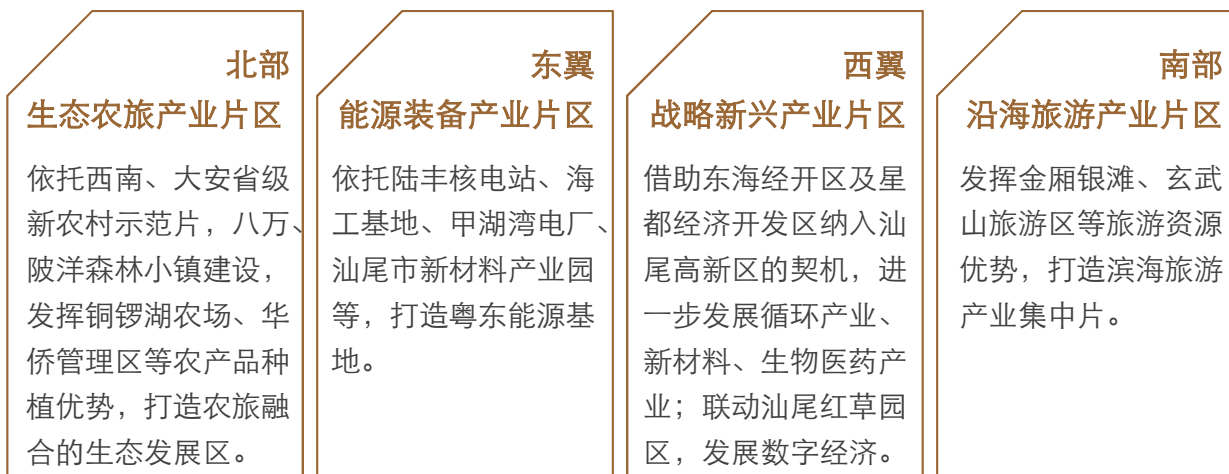 北部
生态农旅产业片区
依托西南、大安省级
新农村示范片，八万、
陂洋森林小镇建设，
发挥铜锣湖农场、华
侨管理区等农产品种
植优势，打造农旅融
合的生态发展区。
东翼
能源装备产业片区
依托陆丰核电站、海
工基地、甲湖湾电厂、
汕尾市新材料产业园
等，打造粤东能源基
地。
西翼
战略新兴产业片区
借助东海经开区及星
都经济开发区纳入汕
尾高新区的契机，进
一步发展循环产业、
新材料、生物医药产
业；联动汕尾红草园
区，发展数字经济。
南部
沿海旅游产业片区
发挥金厢银滩、玄武
山旅游区等旅游资源
优势，打造滨海旅游
产业集中片。